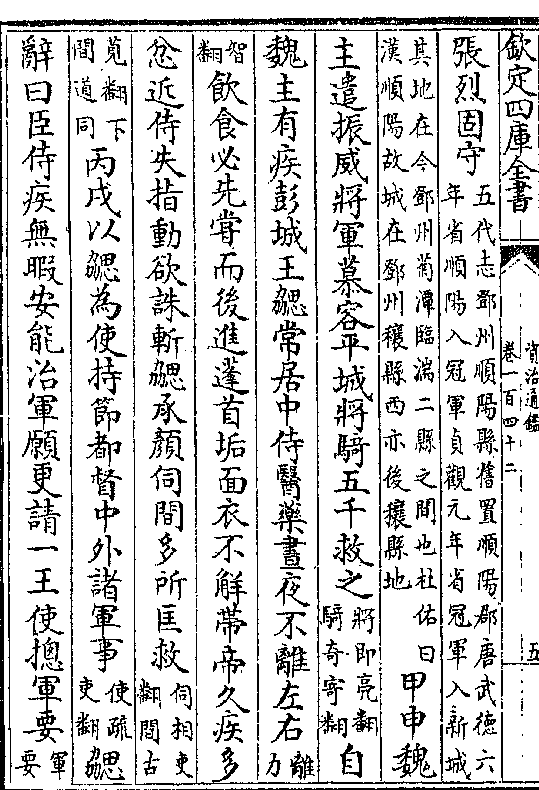 欽定四庫全書
資治通鑑
卷一百四十二
五
張烈固守
五代志鄧州順陽縣舊置順陽郡唐武德六
年省順陽入冠軍貞觀元年省冠軍入新城
其地在今鄧州菊潭臨湍二縣之間也杜佑曰
漢順陽故城在鄧州穰縣西亦後穰縣地
甲申魏
主遣振威將軍慕容平城將騎五千救之
將即亮翻
騎奇寄翻
自
魏主有疾彭城王勰常居中侍醫藥晝夜不離左右
離
力
智
翻
飲食必先嘗而後進蓬首垢面衣不解帶帝久疾多
忿近侍失指動欲誅斬勰承顔伺間多所匡救
伺相吏
翻間古
莧翻下
間道同
丙戌以勰為使持節都督中外諸軍事
使疏
吏翻
勰
辭曰臣侍疾無暇安能治軍願更請一王使揔軍要
軍
要